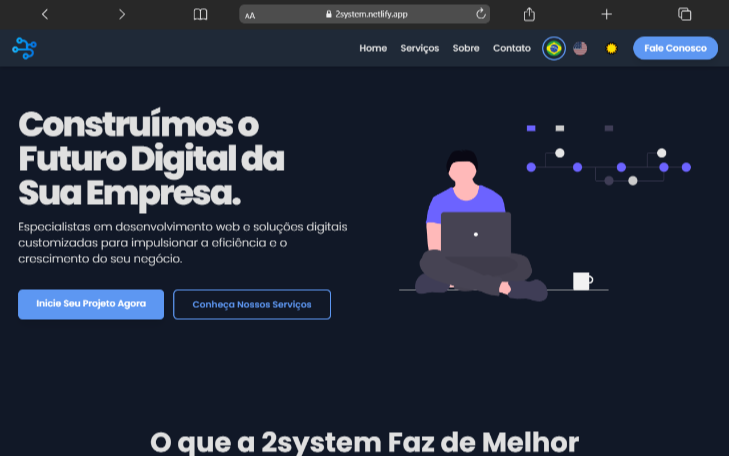 AA 2system.netlify.app
Home Serviços Sobre Contato Fale Conosco
Construímos o
Futuro Digital da
Sua Empresa.
Especialistas em desenvolvimento web e soluções digitais
customizadas para impulsionar a eficiência e o
crescimento do seu negócio.
Inicie Seu Projeto Agora Conheça Nossos Serviços
O que a 2system Faz de Melhor